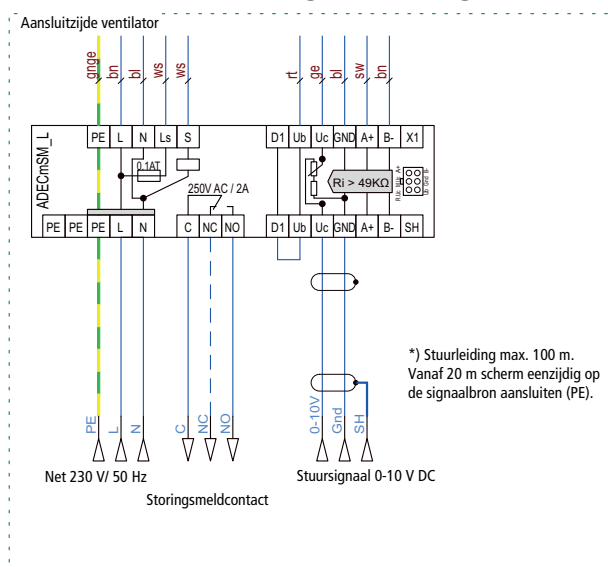 Aansluitzijde ventilator
gnge bn bl ws ws rt ge bl sw bn
PE L N Ls S D1 Ub Uc GND A+ B- X1
ADECmSM_L
0.1AT
250V AC / 2A
Ri > 49KΩ
PE PE PE L N C NC NO D1 Ub Uc GND A+ B- SH
*) Stuurleiding max. 100 m.
Vanaf 20 m scherm eenzijdig op
de signaalbron aansluiten (PE).
PE L N C NC NO 0-10V Gnd SH
Net 230 V/ 50 Hz
Stuursignaal 0-10 V DC
Storingsmeldcontact